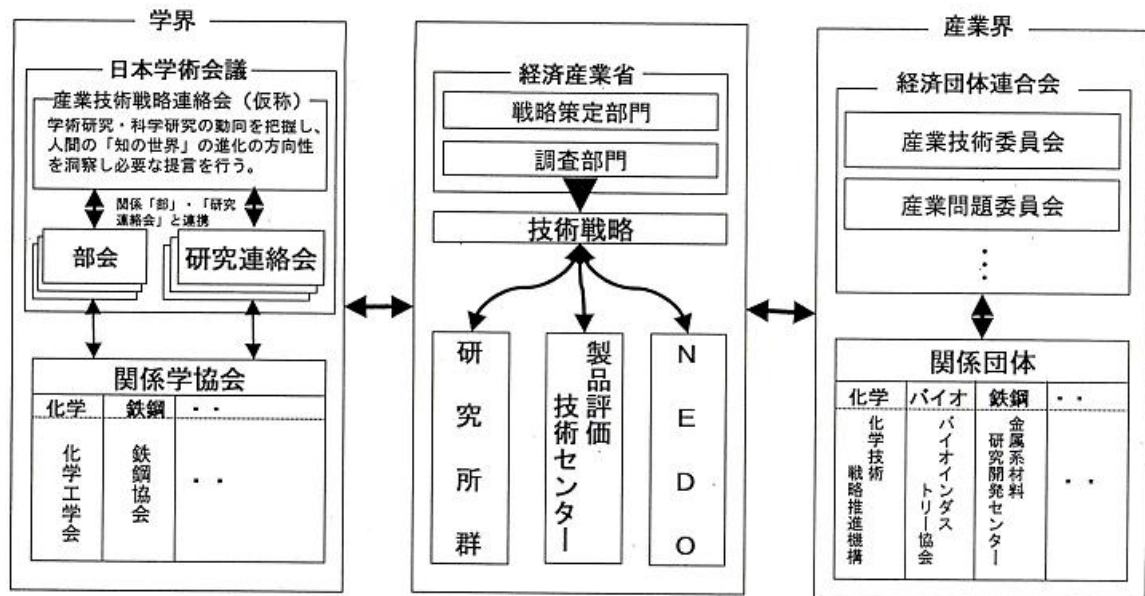 学界
日本学術会議
産業技術戦略連絡会（仮称）
学術研究・科学研究の動向を把握し、
人間の「知の世界」の進化の方向性
を洞察し必要な提言を行う。
関係「部」・「研究
連絡会」と連携
部会
研究連絡会
関係学協会
化学
鉄鋼
・・
化学工学会
鉄鋼協会
・・
経済産業省
戦略策定部門
調査部門
技術戦略
研究所群
製品評価
技術センター
NEDO
産業界
経済団体連合会
産業技術委員会
産業問題委員会
・・・
関係団体
化学
バイオ
鉄鋼
・・
化学技術
戦略推進機構
バイオインダス
トリー協会
金属系材料
研究開発センター
・・